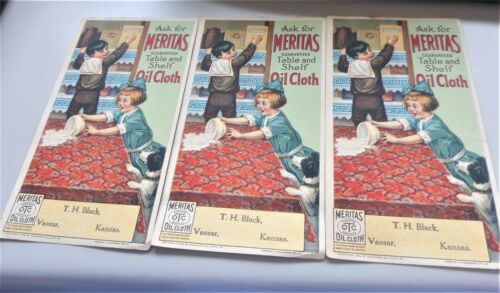 Ask for
MERITAS
GUARANTEED
Table and
Shelf
Oil Cloth
MERITAS
OTC
OIL CLOTH
T. H. Black,
Vassar, Kansas.
Ask for
MERITAS
GUARANTEED
Table and
Shelf
Oil Cloth
MERITAS
OTC
OIL CLOTH
T. H. Black,
Vassar, Kansas.
Ask for
MERITAS
GUARANTEED
Table and
Shelf
Oil Cloth
MERITAS
OTC
OIL CLOTH
T. H. Black,
Vassar, Kansas.